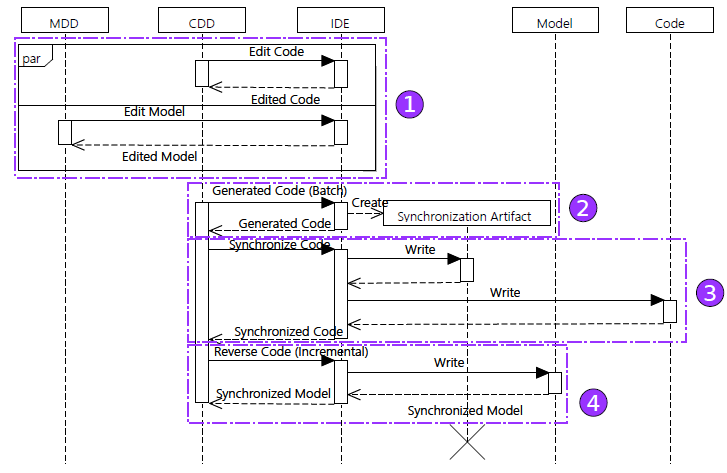 MDD
CDD
IDE
Model
Code
par
Edit Code
Edited Code
1
Edit Model
Edited Model
Generated Code (Batch)
Create
2
Synchronization Artifact
Generated Code
Synchronize Code
Write
Write
3
Synchronized Code
Reverse Code (Incremental)
Write
Synchronized Model
4
Synchronized Model